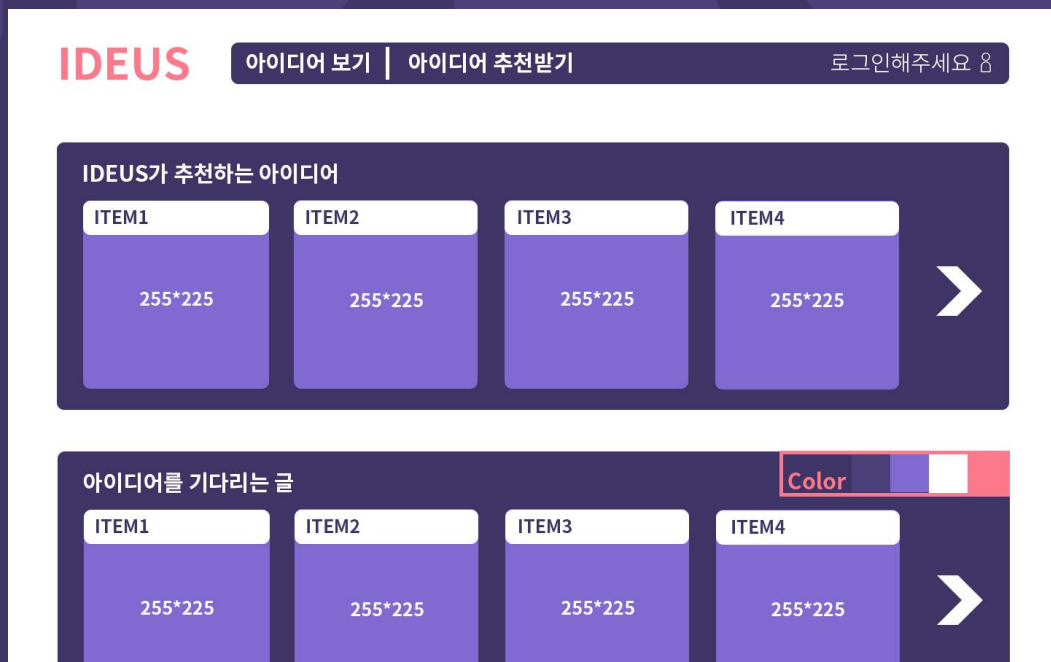 IDEUS
아이디어 보기 | 아이디어 추천받기
로그인해주세요
IDEUS가 추천하는 아이디어
ITEM1 ITEM2 ITEM3 ITEM4
255*225 255*225 255*225 255*225
아이디어를 기다리는 글
Color
ITEM1 ITEM2 ITEM3 ITEM4
255*225 255*225 255*225 255*225